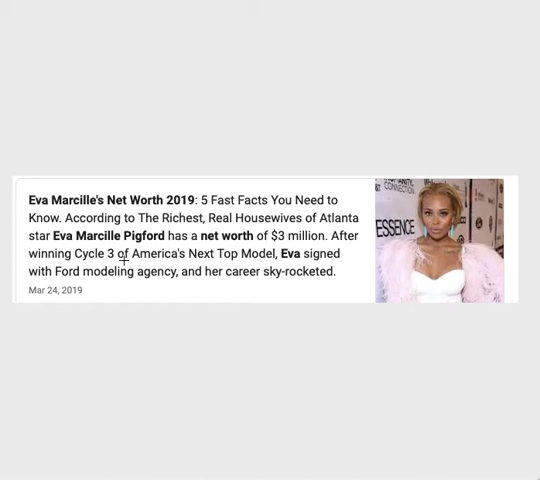 Eva Marcille's Net Worth 2019: 5 Fast Facts You Need to
Know. According to The Richest, Real Housewives of Atlanta
star Eva Marcille Pigford has a net worth of $3 million. After
winning Cycle 3 of America's Next Top Model, Eva signed
with Ford modeling agency, and her career sky-rocketed.
Mar 24, 2019
CONNECTION
ESSENCE